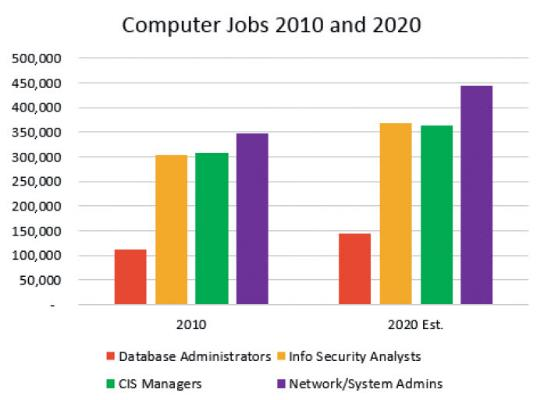 Computer Jobs 2010 and 2020
500,000
450,000
400,000
350,000
300,000
250,000
200,000
150,000
100,000
50,000
-
2010 2020 Est.
Database Administrators Info Security Analysts
CIS Managers Network/System Admins